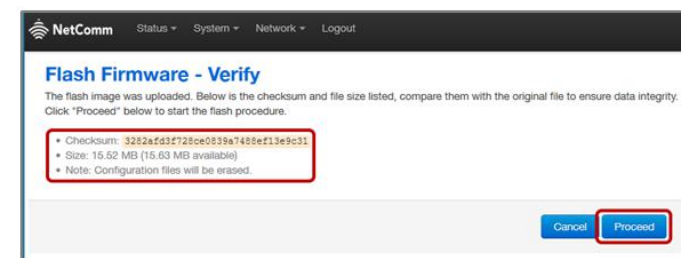 NetComm Status System Network Logout
Flash Firmware - Verify
The flash image was uploaded. Below is the checksum and file size listed, compare them with the original file to ensure data integrity.
Click "Proceed" below to start the flash procedure.
• Checksum: 3282afd3f728ce0839a7488ef13e9c31
• Size: 15.52 MB (15.63 MB available)
• Note: Configuration files will be erased.
Cancel Proceed